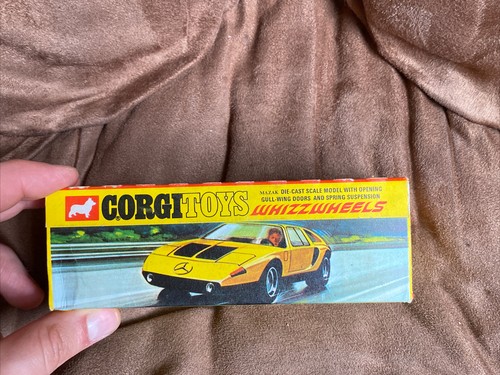 CORGI TOYS
MAZAK DIE-CAST SCALE MODEL WITH OPENING
GULL-WING DOORS AND SPRING SUSPENSION
WHIZZWHEELS